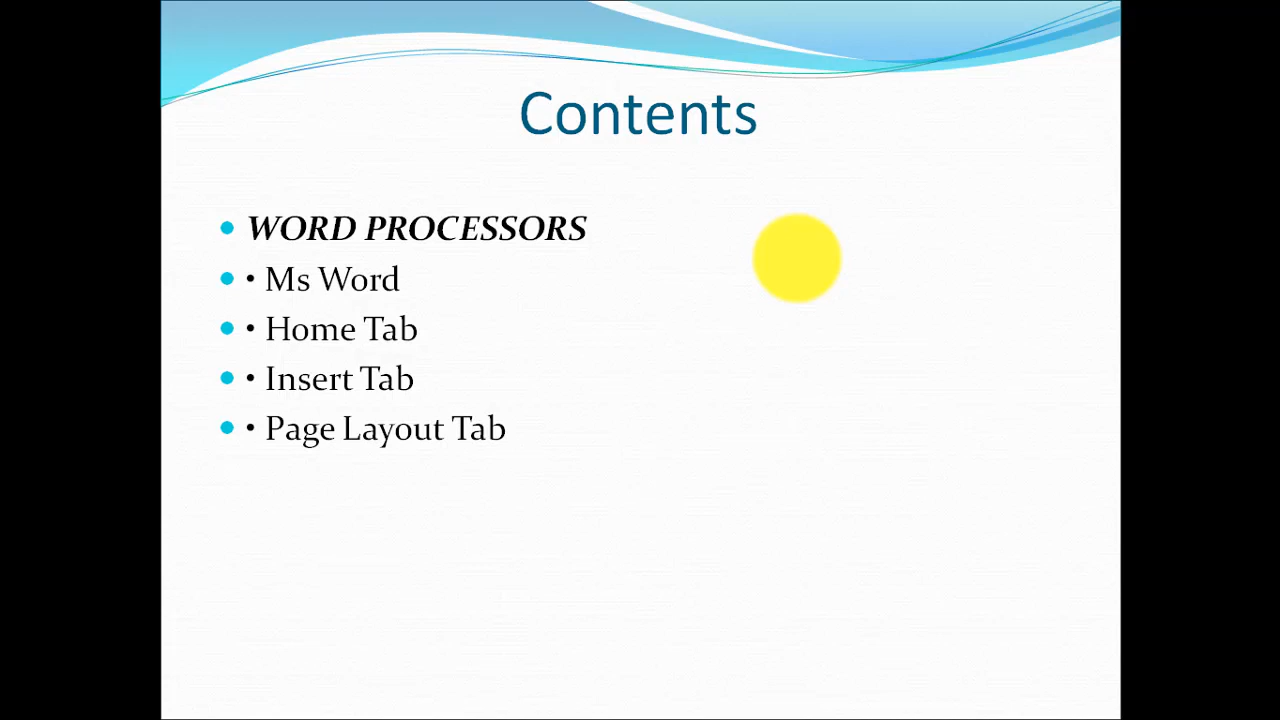 Contents
• WORD PROCESSORS
• • Ms Word
• • Home Tab
• • Insert Tab
• • Page Layout Tab